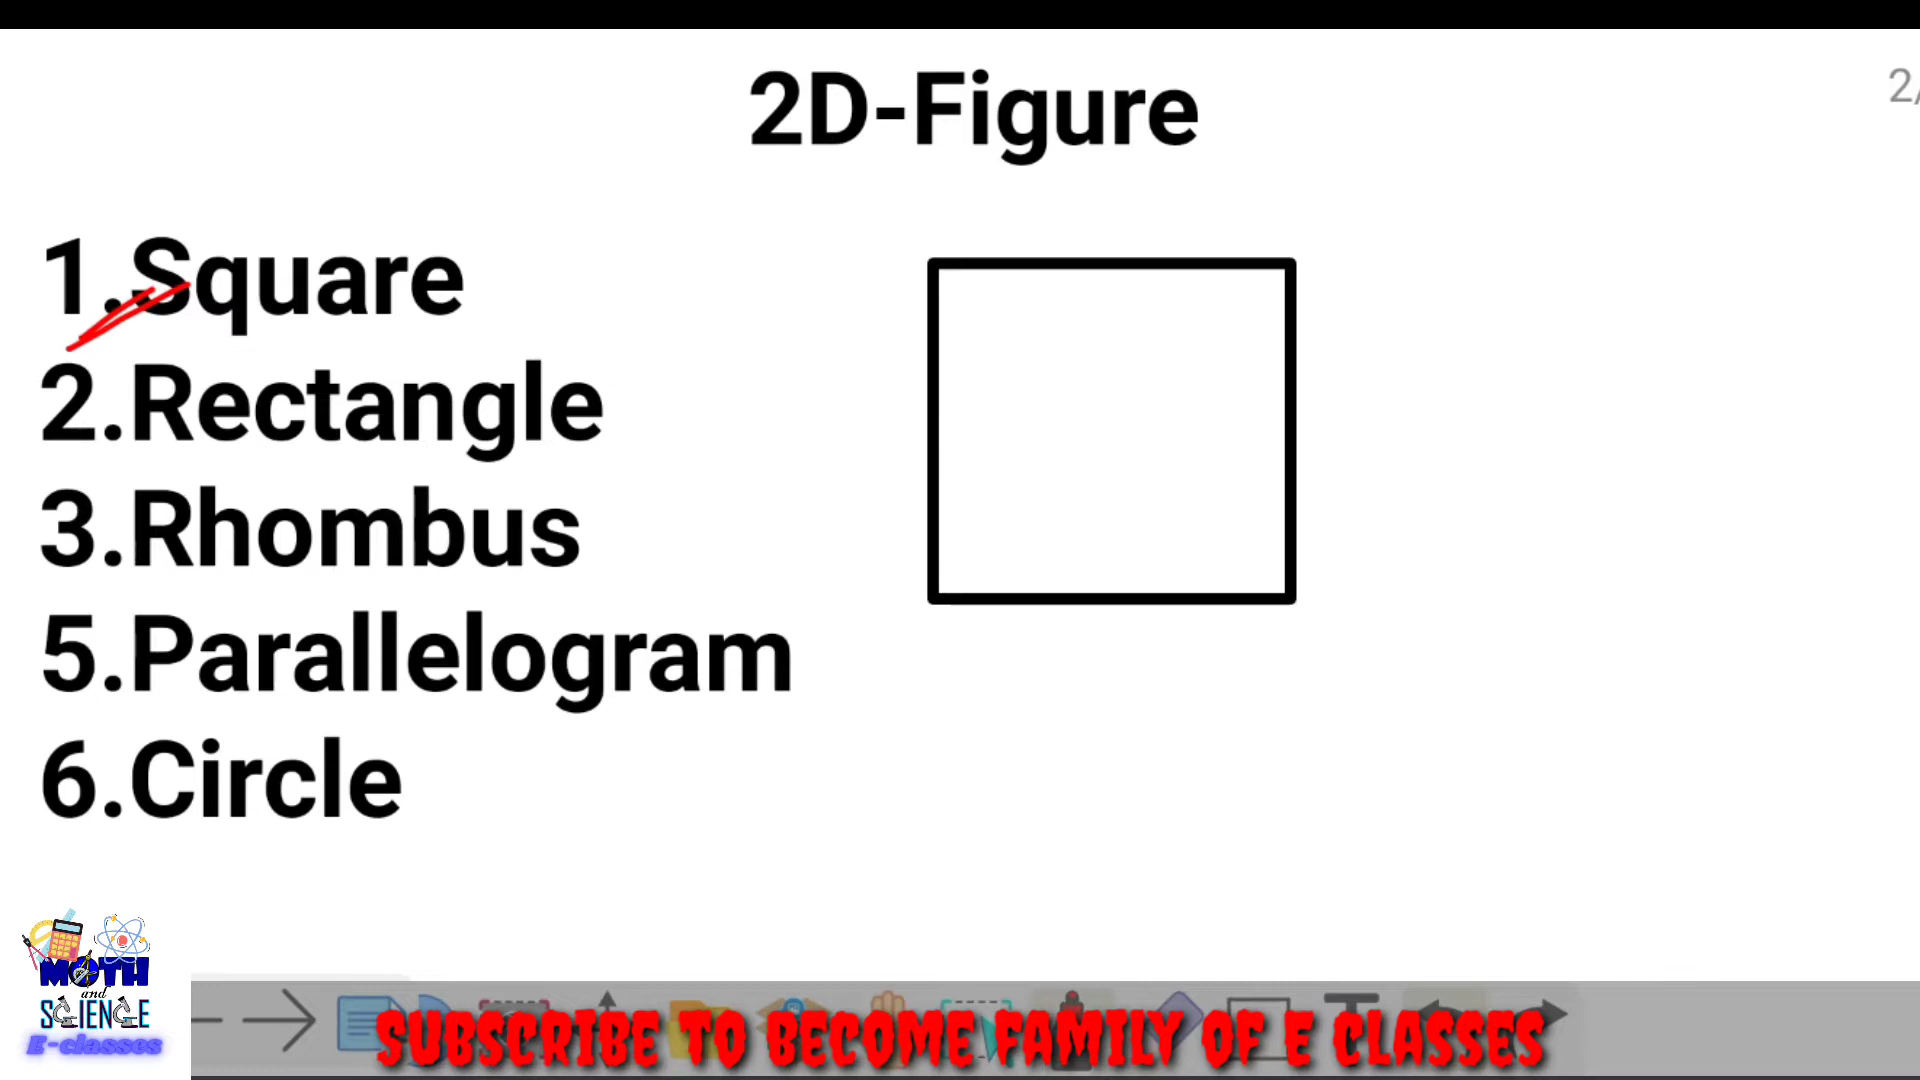 2D-Figure
2/
1.Square
2.Rectangle
3.Rhombus
5.Parallelogram
6.Circle
MATH
and
SCIENCE
E-classes
SUBSCRIBE TO BECOME FAMILY OF E CLASSES